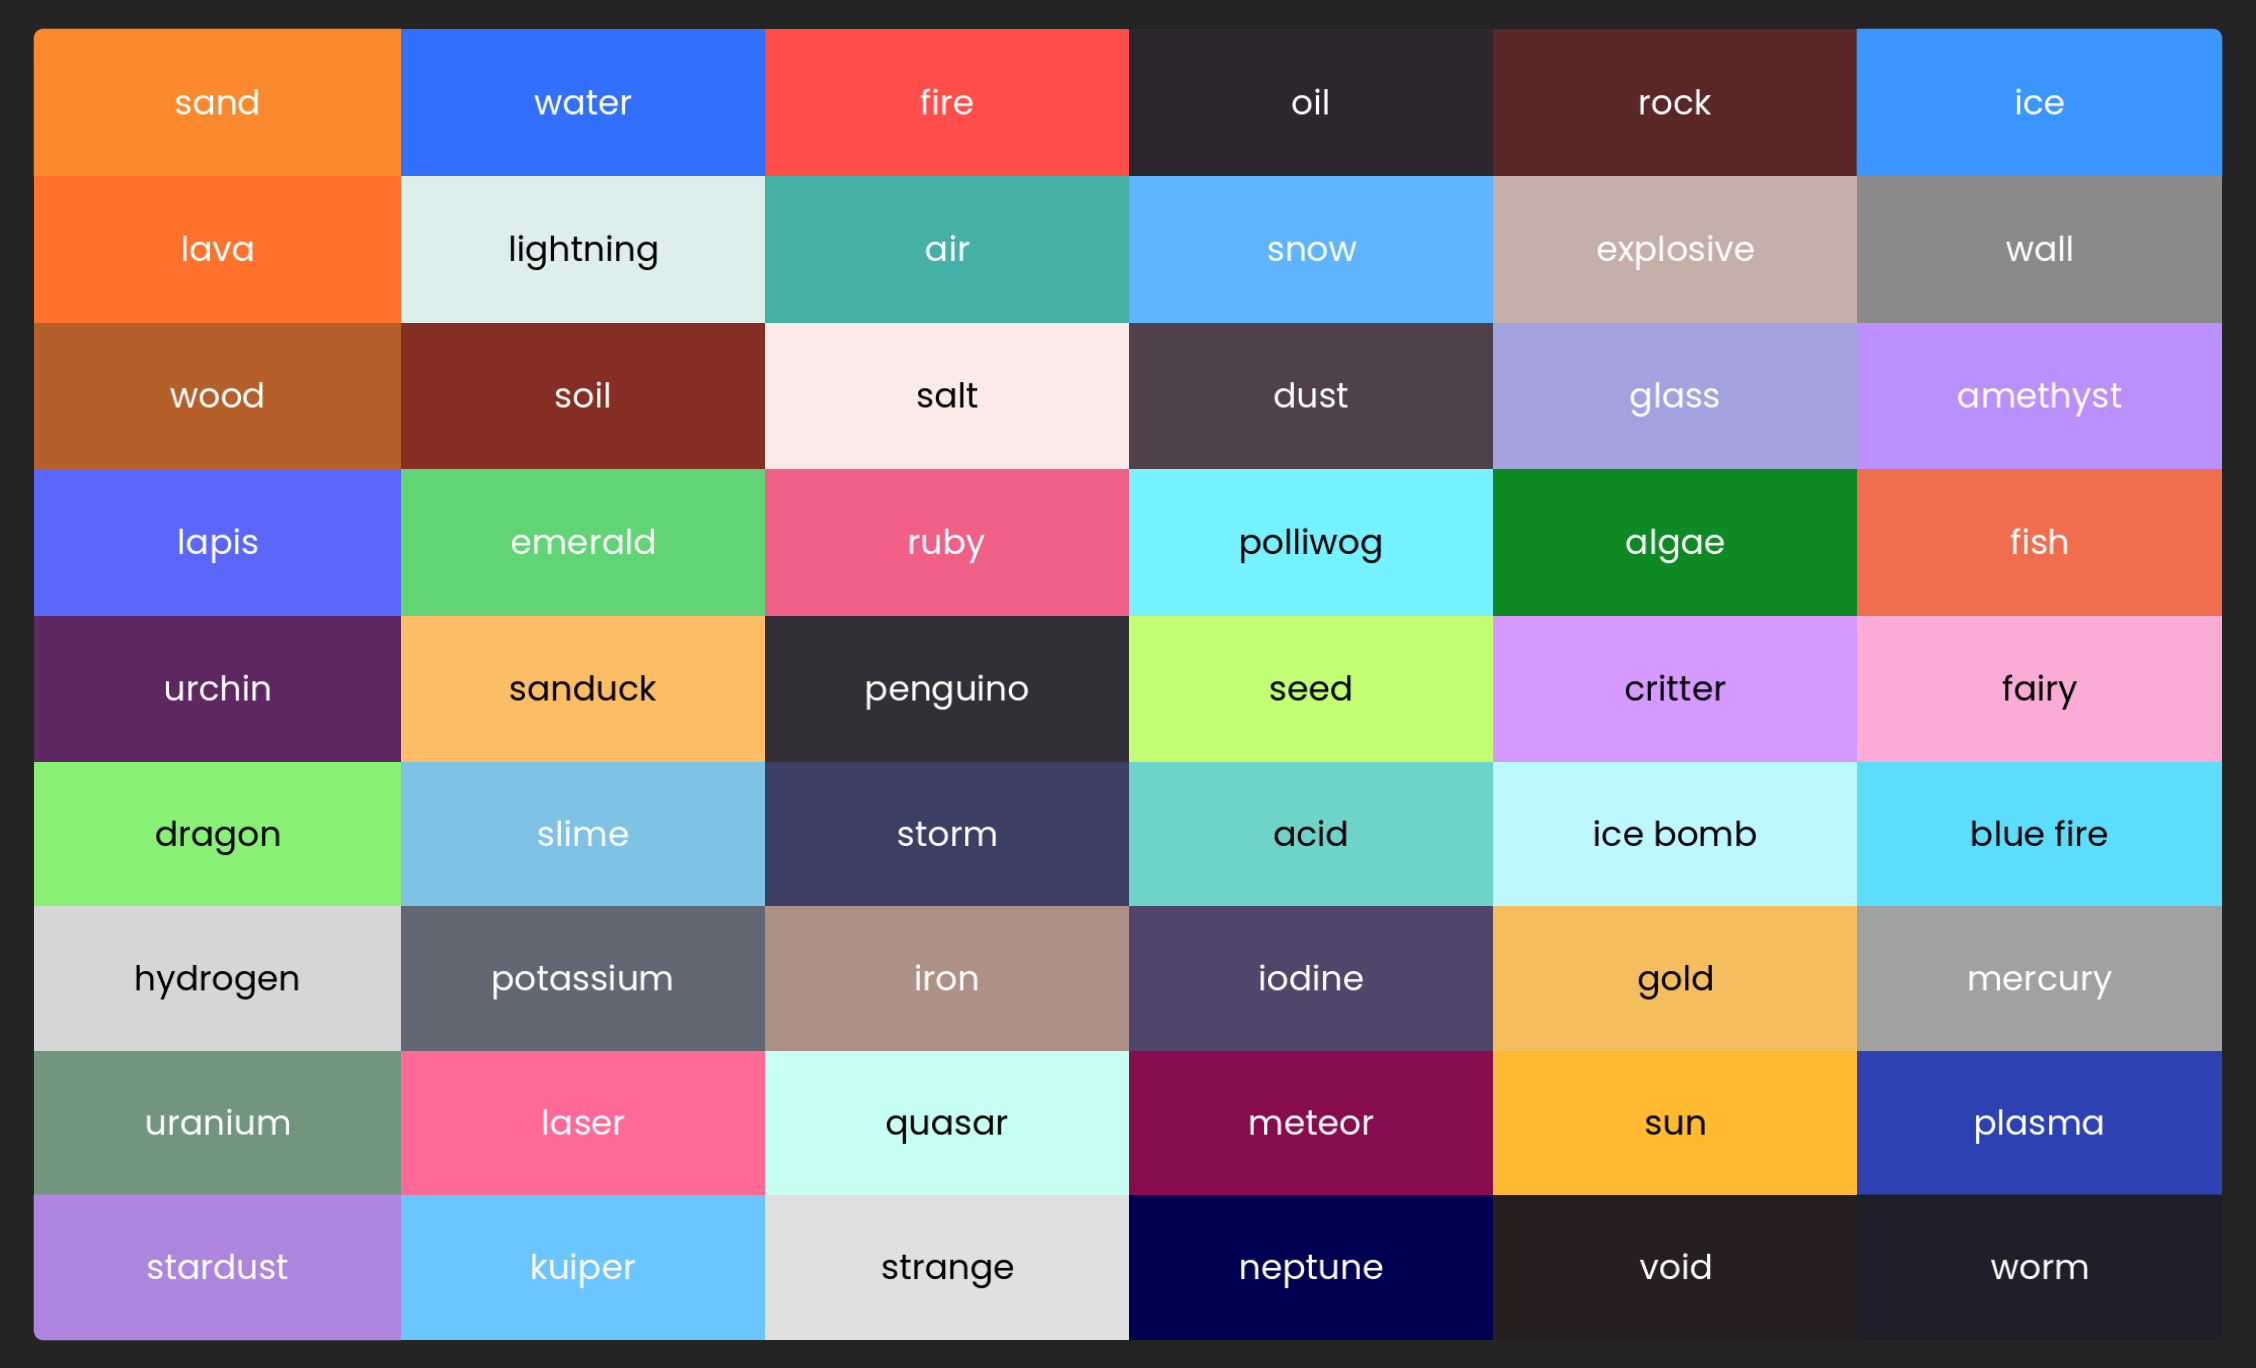 sand
water
fire
oil
rock
ice
lava
lightning
air
snow
explosive
wall
wood
soil
salt
dust
glass
amethyst
lapis
emerald
ruby
polliwog
algae
fish
urchin
sanduck
penguino
seed
critter
fairy
dragon
slime
storm
acid
ice bomb
blue fire
hydrogen
potassium
iron
iodine
gold
mercury
uranium
laser
quasar
meteor
sun
plasma
stardust
kuiper
strange
neptune
void
worm